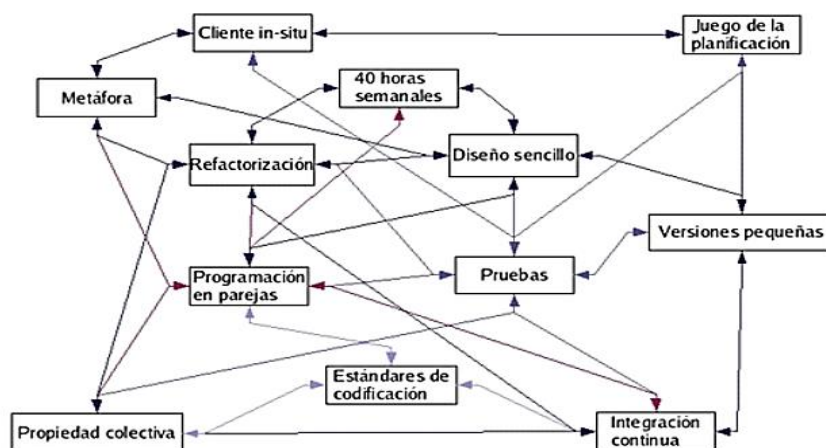 Cliente in-situ
Juego de la
planificación
40 horas
semanales
Metáfora
Refactorización
Diseño sencillo
Versiones pequeñas
Programación
en parejas
Pruebas
Estándares de
codificación
Propiedad colectiva
Integración
contínua